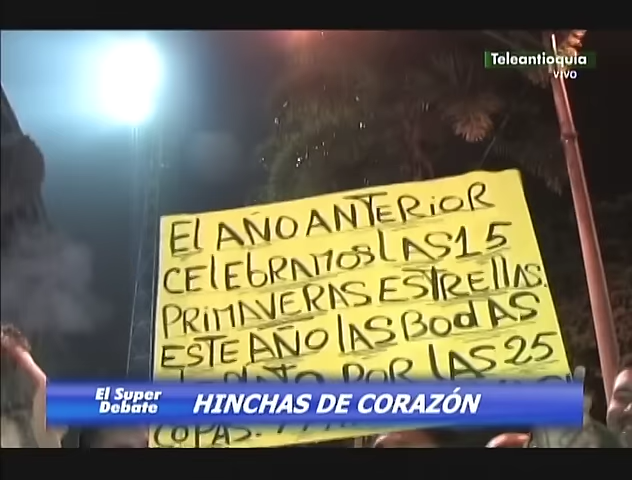 Teleantioquia
VIVO
El AÑO ANTERiOR
CELEbRAMOS lAS 15
PRIMAVERAS ESTREllAS.
ESTE AÑO lAS BOdAS
POR lAS 25
COPAS.
El Super
Debate
HINCHAS DE CORAZÓN